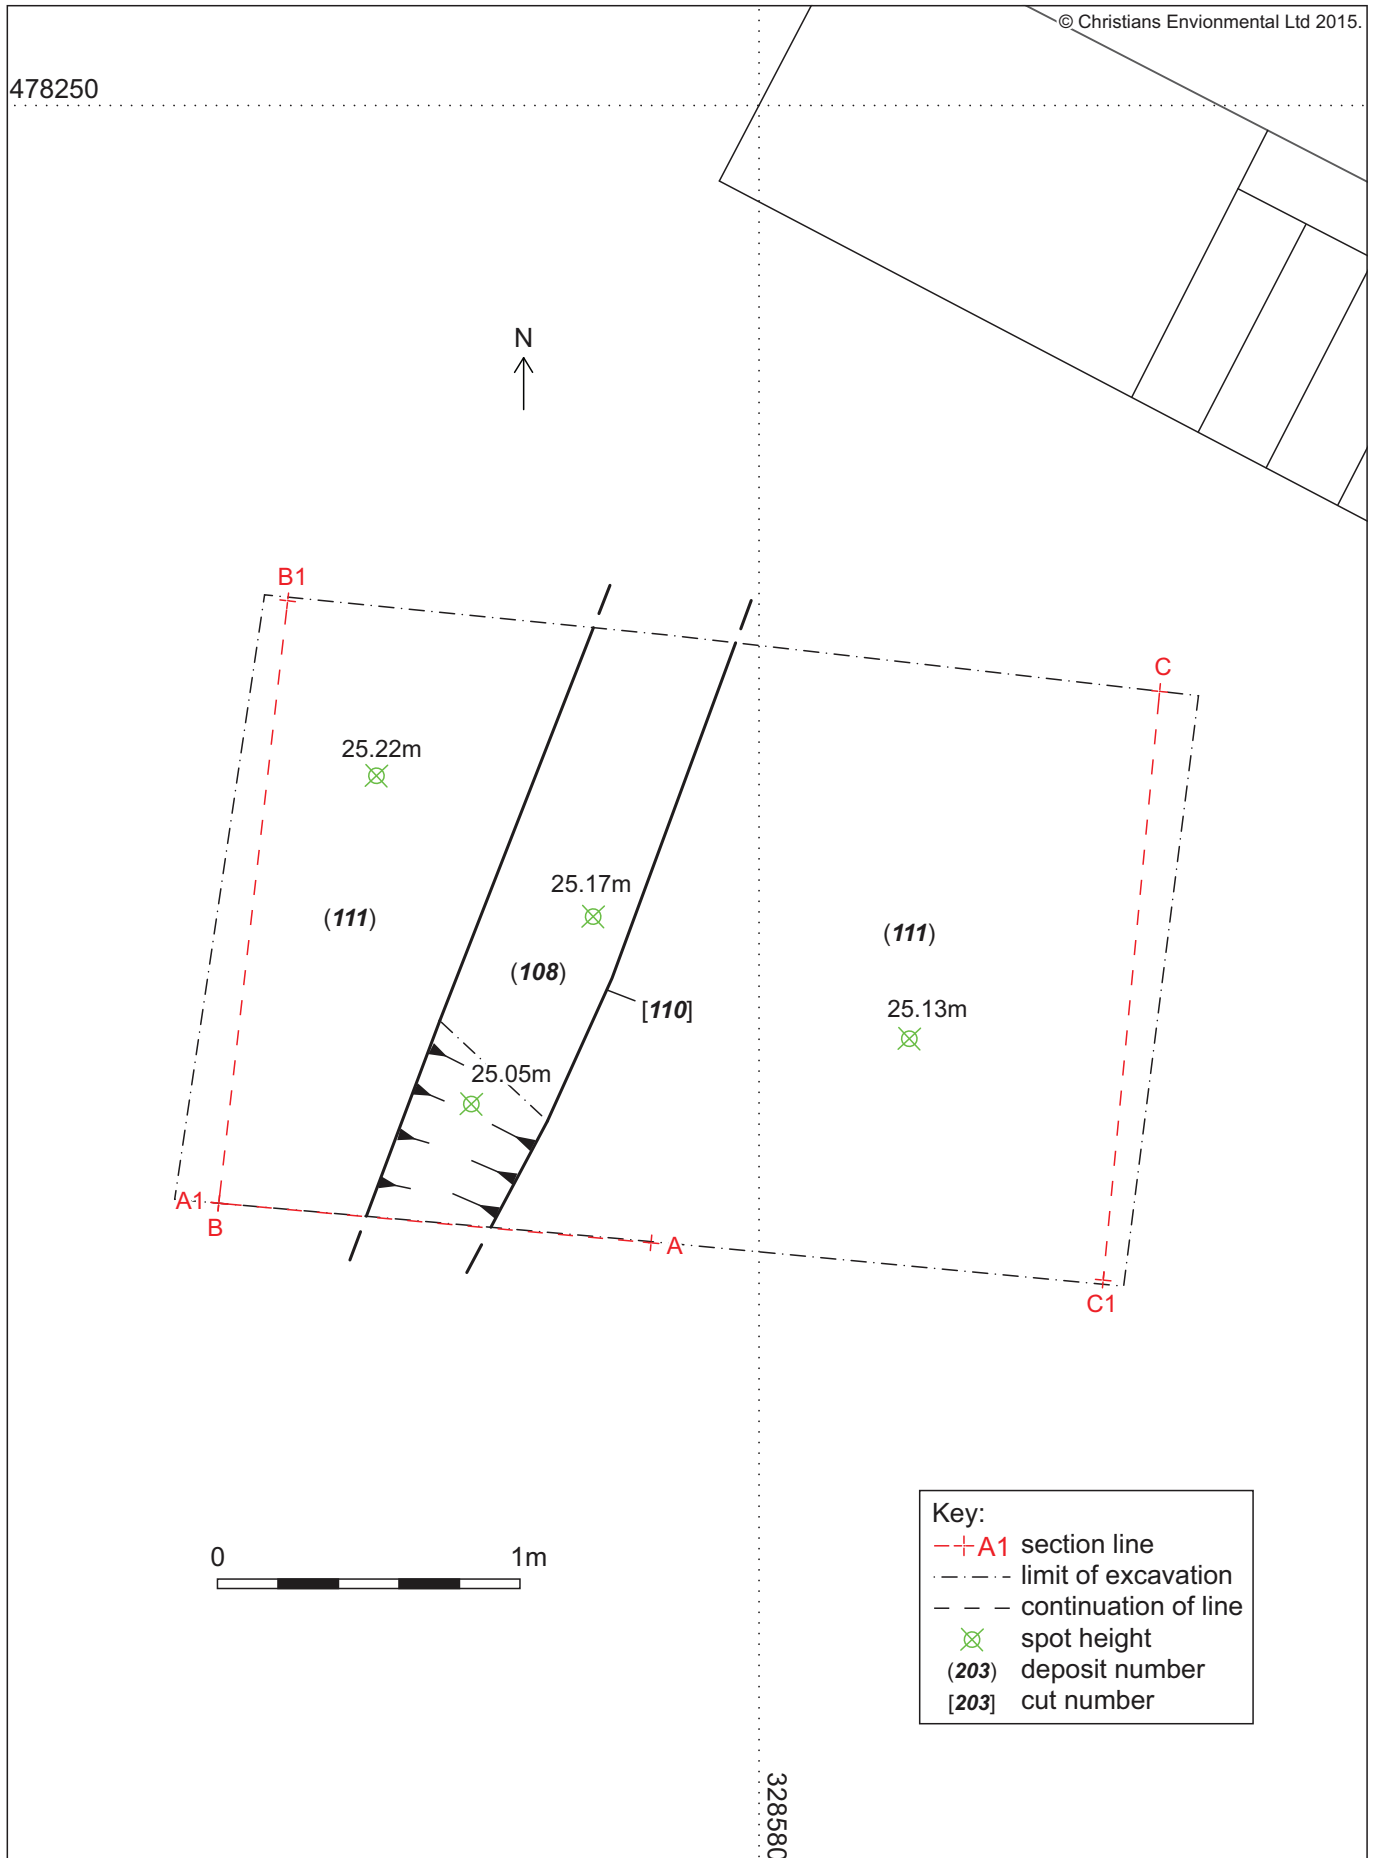 © Christians Envionmental Ltd 2015.
478250
N
B1
C
25.22m
25.17m
(111)
(111)
(108)
[110]
25.13m
25.05m
A1
B
A
C1
0 1m
Key:
A1 section line
limit of excavation
continuation of line
spot height
(203) deposit number
[203] cut number
328580